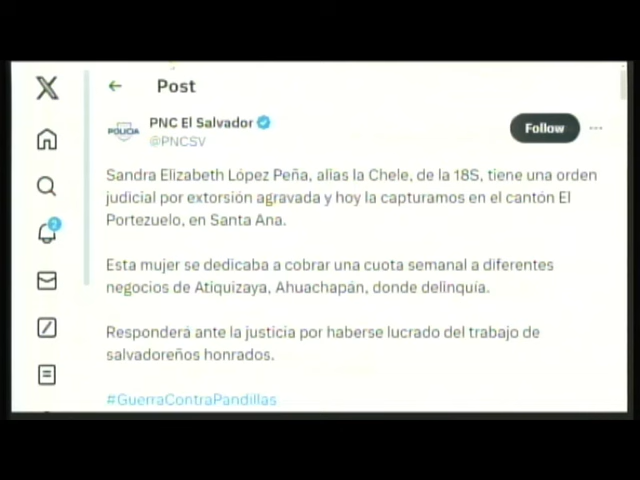 Post
POLICIA
PNC El Salvador
@PNCSV
Follow
Sandra Elizabeth López Peña, alias la Chele, de la 18S, tiene una orden
judicial por extorsión agravada y hoy la capturamos en el cantón El
Portezuelo, en Santa Ana.
Esta mujer se dedicaba a cobrar una cuota semanal a diferentes
negocios de Atiquizaya, Ahuachapán, donde delinquía.
Responderá ante la justicia por haberse lucrado del trabajo de
salvadoreños honrados.
#GuerraContraPandillas
2